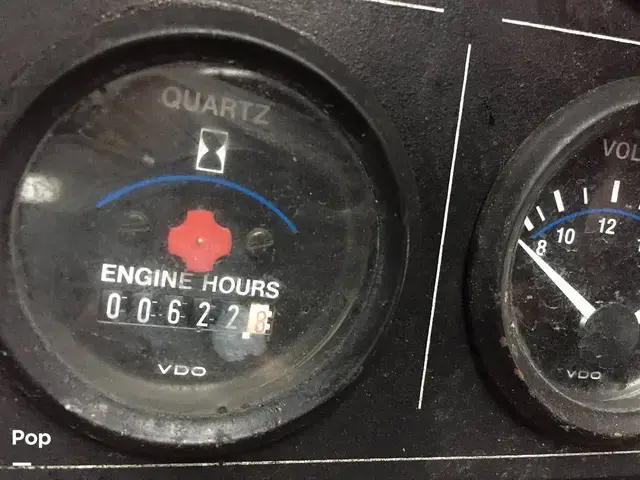 QUARTZ
ENGINE HOURS
006228
VDO
VOL
8 10 12
VDO
Pop